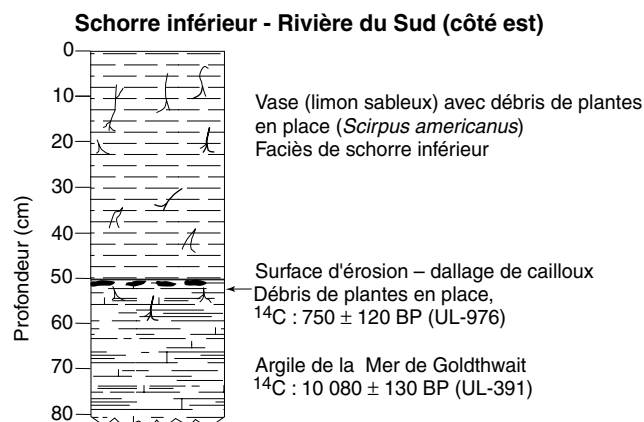 Schorre inférieur - Rivière du Sud (côté est)
0
10
20
30
40
50
60
70
80
Profondeur (cm)
Vase (limon sableux) avec débris de plantes
en place (Scirpus americanus)
Faciès de schorre inférieur
Surface d'érosion – dallage de cailloux
Débris de plantes en place,
14C : 750 ± 120 BP (UL-976)
Argile de la Mer de Goldthwait
14C : 10 080 ± 130 BP (UL-391)